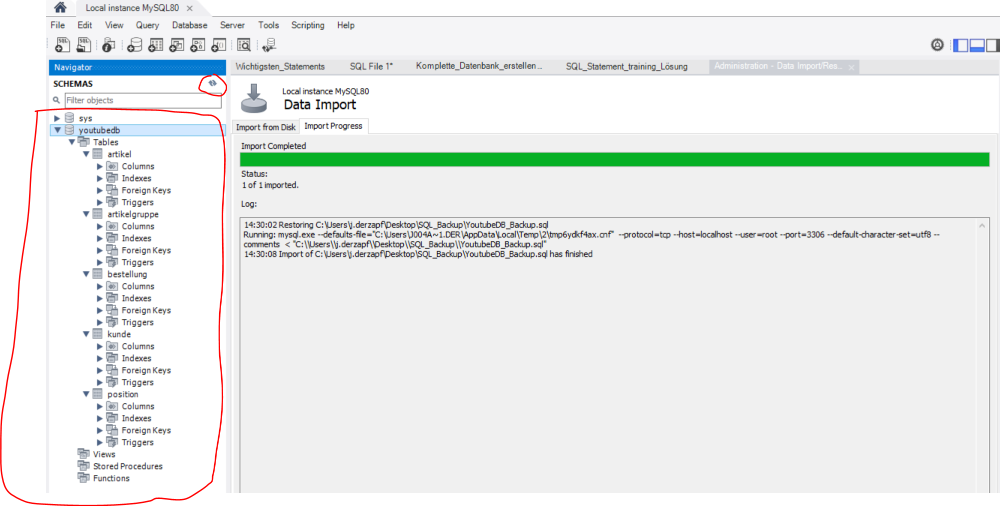 Local instance MySQL80
File Edit View Query Database Server Tools Scripting Help
SQL SQL
Navigator
SCHEMAS
Filter objects
sys
youtubedb
Tables
artikel
Columns
Indexes
Foreign Keys
Triggers
artikelgruppe
Columns
Indexes
Foreign Keys
Triggers
bestellung
Columns
Indexes
Foreign Keys
Triggers
kunde
Columns
Indexes
Foreign Keys
Triggers
position
Columns
Indexes
Foreign Keys
Triggers
Views
Stored Procedures
Functions
Wichtigsten_Statements SQL File 1* Komplette_Datenbank_erstellen... SQL_Statement_training_Lösung Administration - Data Import/Res...
Local instance MySQL80
Data Import
Import from Disk Import Progress
Import Completed
Status:
1 of 1 imported.
Log:
14:30:02 Restoring C:\Users\j.derzapf\Desktop\SQL_Backup\YoutubeDB_Backup.sql
Running: mysql.exe --defaults-file="C:\Users\J004A~1.DER\AppData\Local\Temp\2\tmp6ydkf4ax.cnf" --protocol=tcp --host=localhost --user=root --port=3306 --default-character-set=utf8 --
comments < "C:\\Users\\j.derzapf\\Desktop\\SQL_Backup\\YoutubeDB_Backup.sql"
14:30:08 Import of C:\Users\j.derzapf\Desktop\SQL_Backup\YoutubeDB_Backup.sql has finished